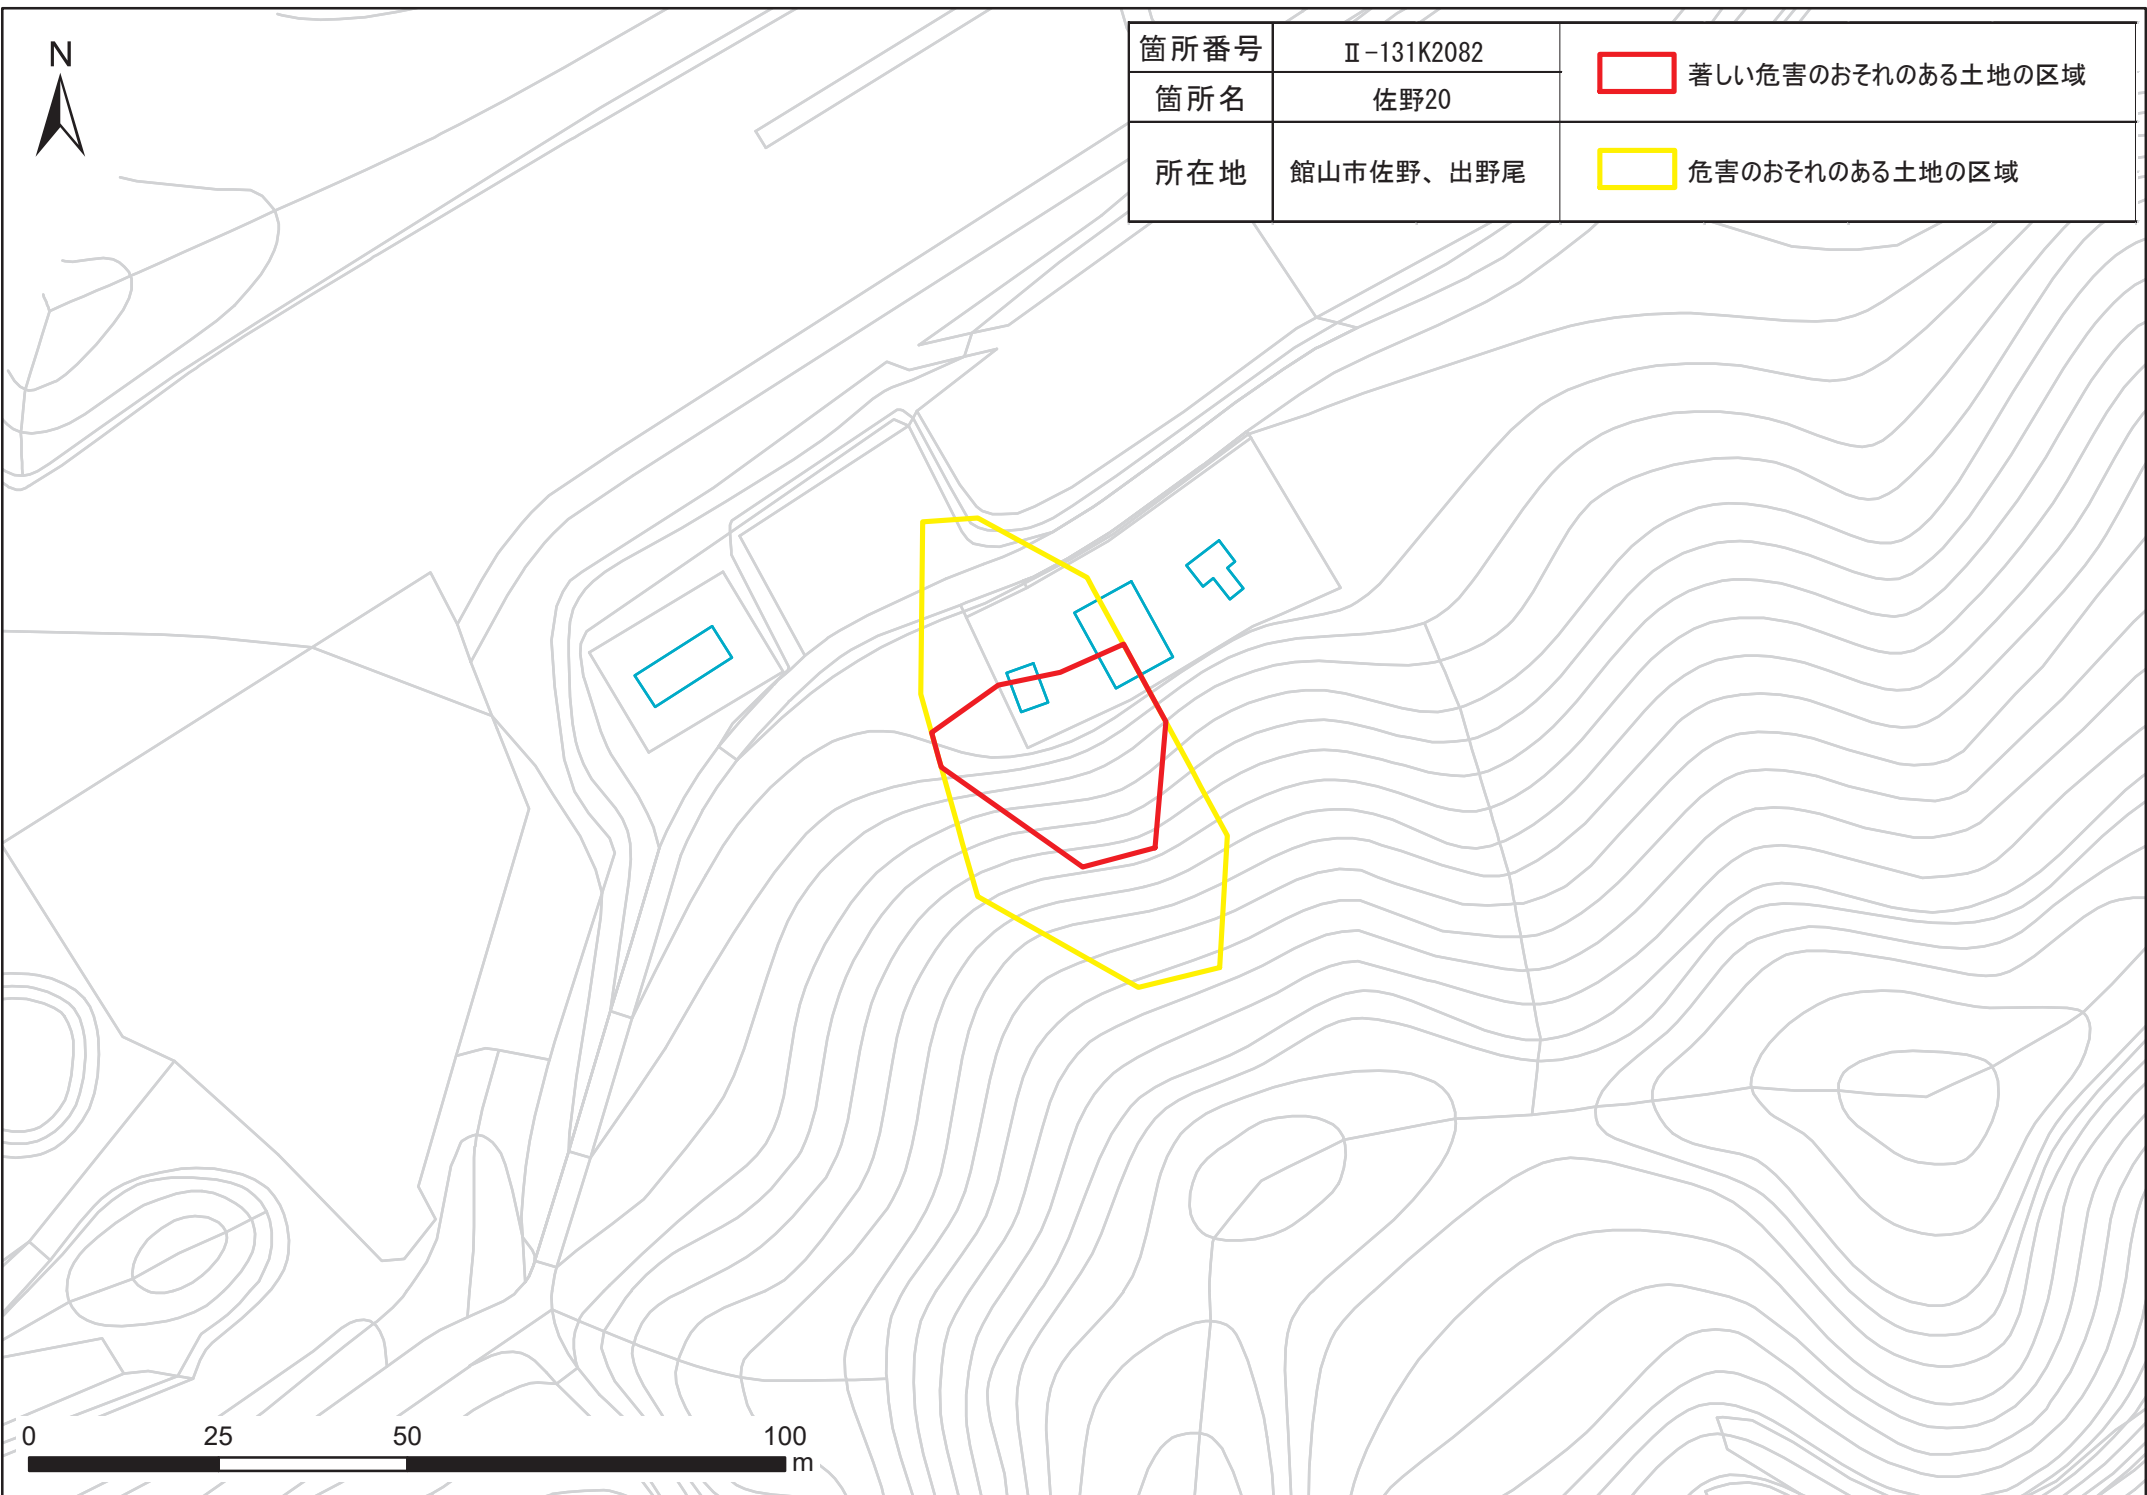 N
箇所番号 Ⅱ-131K2082
箇所名 佐野20
所在地 館山市佐野、出野尾
著しい危害のおそれのある土地の区域
危害のおそれのある土地の区域
0 25 50 100
m